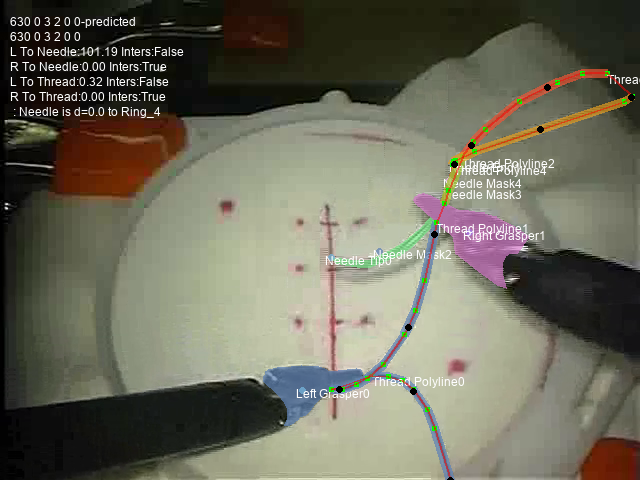 630 0 3 2 0 0-predicted
630 0 3 2 0 0
L To Needle:101.19 Inters:False
R To Needle:0.00 Inters:True
L To Thread:0.32 Inters:False
R To Thread:0.00 Inters:True
: Needle is d=0.0 to Ring_4
Threa
Thread Polyline2
Thread Polyline4
Needle Mask4
Needle Mask3
Thread Polyline1
Right Grasper1
Needle Mask2
Needle Tip0
Thread Polyline0
Left Grasper0